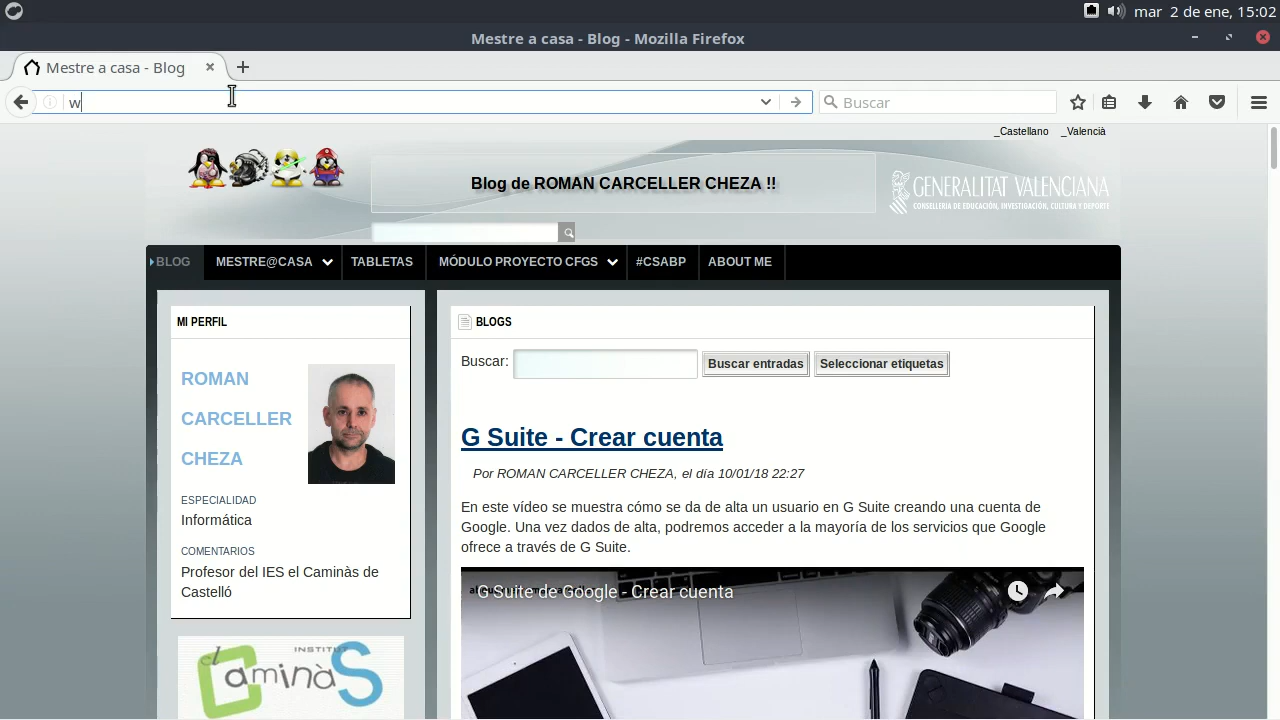 mar 2 de ene, 15:02
Mestre a casa - Blog - Mozilla Firefox
Mestre a casa - Blog
w
Buscar
_Castellano _Valencià
Blog de ROMAN CARCELLER CHEZA !!
GENERALITAT VALENCIANA
CONSELLERIA DE EDUCACIÓN, INVESTIGACIÓN, CULTURA Y DEPORTE
BLOG MESTRE@CASA TABLETAS MÓDULO PROYECTO CFGS #CSABP ABOUT ME
MI PERFIL
ROMAN
CARCELLER
CHEZA
ESPECIALIDAD
Informática
COMENTARIOS
Profesor del IES el Caminàs de
Castelló
INSTITUT
el Caminàs
BLOGS
Buscar: Buscar entradas Seleccionar etiquetas
G Suite - Crear cuenta
Por ROMAN CARCELLER CHEZA, el día 10/01/18 22:27
En este vídeo se muestra cómo se da de alta un usuario en G Suite creando una cuenta de
Google. Una vez dados de alta, podremos acceder a la mayoría de los servicios que Google
ofrece a través de G Suite.
G Suite de Google - Crear cuenta